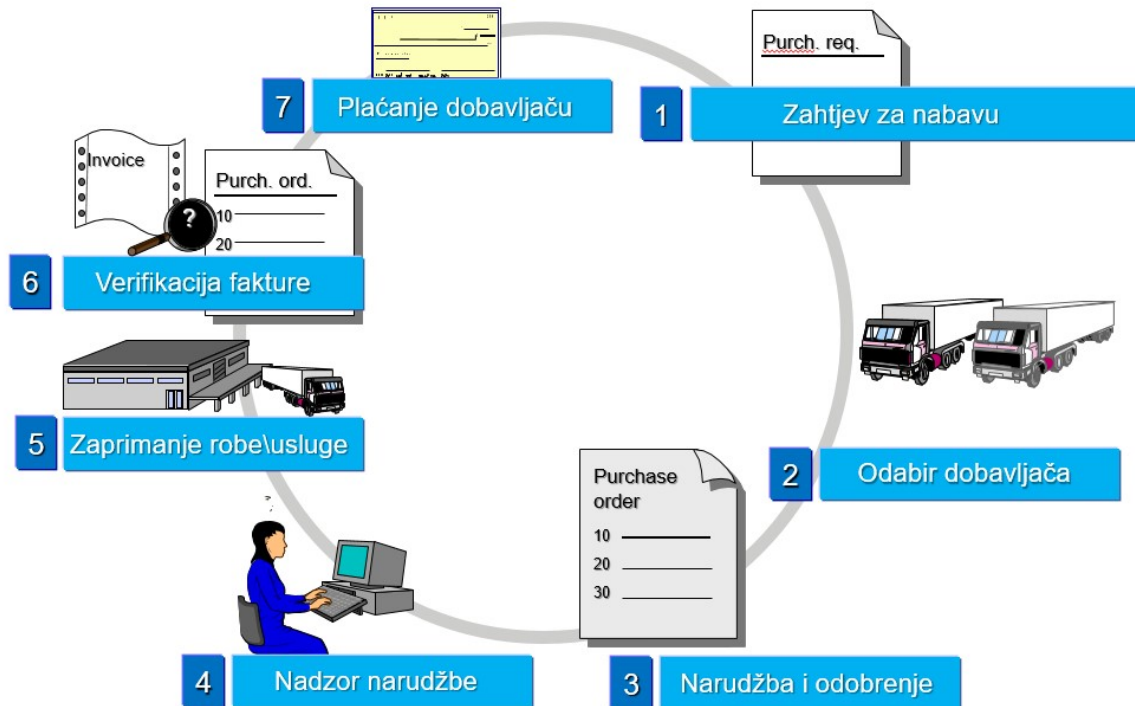 Purch. req.
1 Zahtjev za nabavu
2 Odabir dobavljača
Purchase
order
10
20
30
3 Narudžba i odobrenje
4 Nadzor narudžbe
5 Zaprimanje robe\usluge
Invoice
Purch. ord.
?
10
20
6 Verifikacija fakture
7 Plaćanje dobavljaču